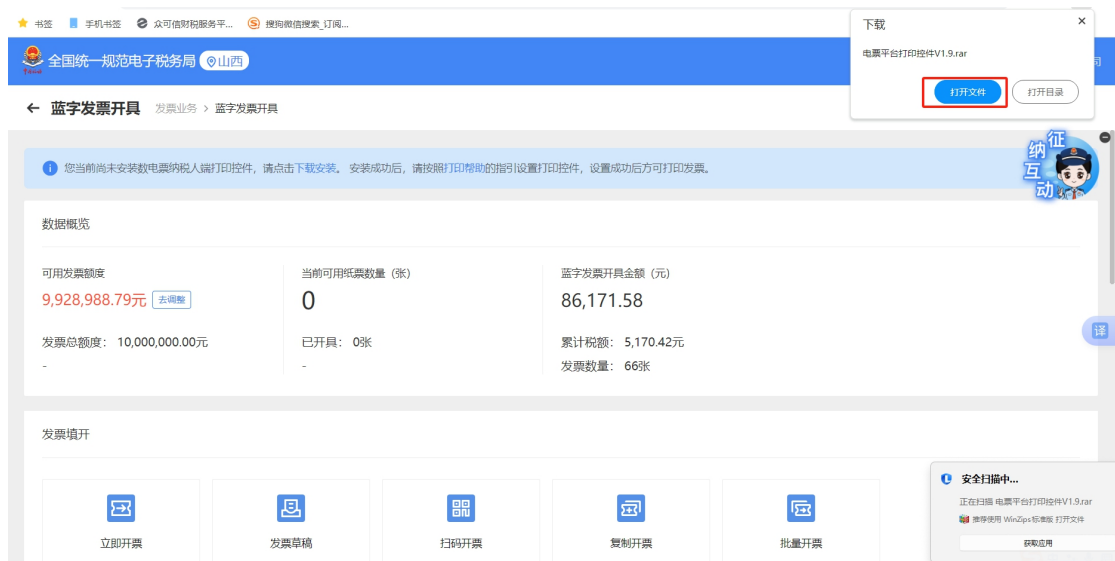 书签 手机书签 众可信财税服务平... 搜狗微信搜索_订阅...
下载
电票平台打印控件V1.9.rar
打开文件 打开目录
全国统一规范电子税务局 山西
司
蓝字发票开具 发票业务 > 蓝字发票开具
征纳互动
您当前尚未安装数电票纳税人端打印控件，请点击下载安装。 安装成功后，请按照打印帮助的指引设置打印控件，设置成功后方可打印发票。
数据概览
可用发票额度 当前可用纸票数量（张） 蓝字发票开具金额（元）
9,928,988.79元 去调整 0 86,171.58
发票总额度： 10,000,000.00元 已开具： 0张 累计税额： 5,170.42元
- - 发票数量： 66张
译
发票填开
立即开票 发票草稿 扫码开票 复制开票 批量开票
安全扫描中...
正在扫描 电票平台打印控件V1.9.rar
推荐使用 WinZips标准版 打开文件
获取应用